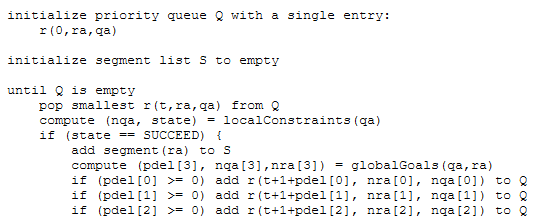 initialize priority queue Q with a single entry:
    r(0,ra,qa)
initialize segment list S to empty
until Q is empty
    pop smallest r(t,ra,qa) from Q
    compute (nqa, state) = localConstraints(qa)
    if (state == SUCCEED) {
        add segment(ra) to S
        compute (pdel[3], nqa[3],nra[3]) = globalGoals(qa,ra)
        if (pdel[0] >= 0) add r(t+1+pdel[0], nra[0], nqa[0]) to Q
        if (pdel[1] >= 0) add r(t+1+pdel[1], nra[1], nqa[1]) to Q
        if (pdel[2] >= 0) add r(t+1+pdel[2], nra[2], nqa[2]) to Q